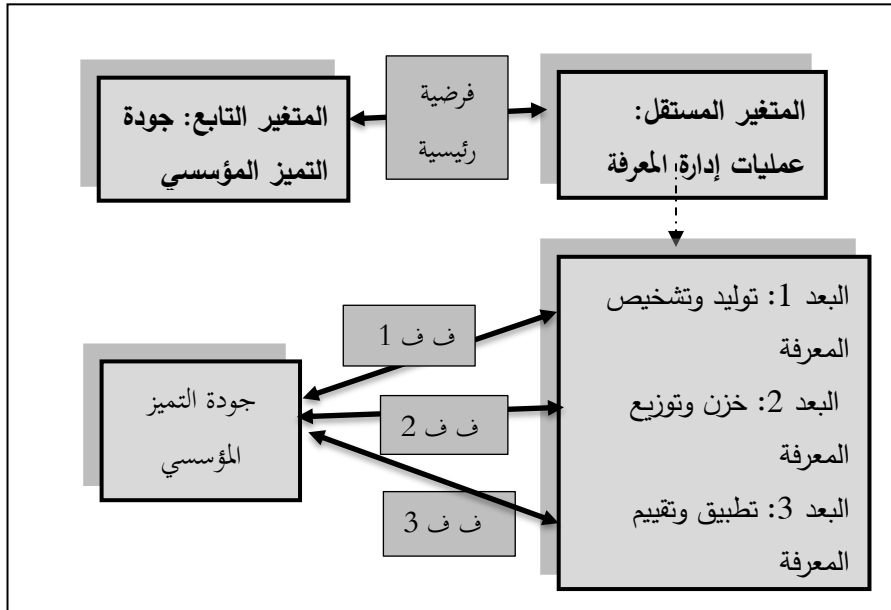 المتغير المستقل:
عمليات إدارة المعرفة
فرضية
رئيسية
المتغير التابع: جودة
التميز المؤسسي
البعد 1: توليد وتشخيص
المعرفة
البعد 2: خزن وتوزيع
المعرفة
البعد 3: تطبيق وتقييم
المعرفة
ف ف 1
ف ف 2
ف ف 3
جودة التميز
المؤسسي